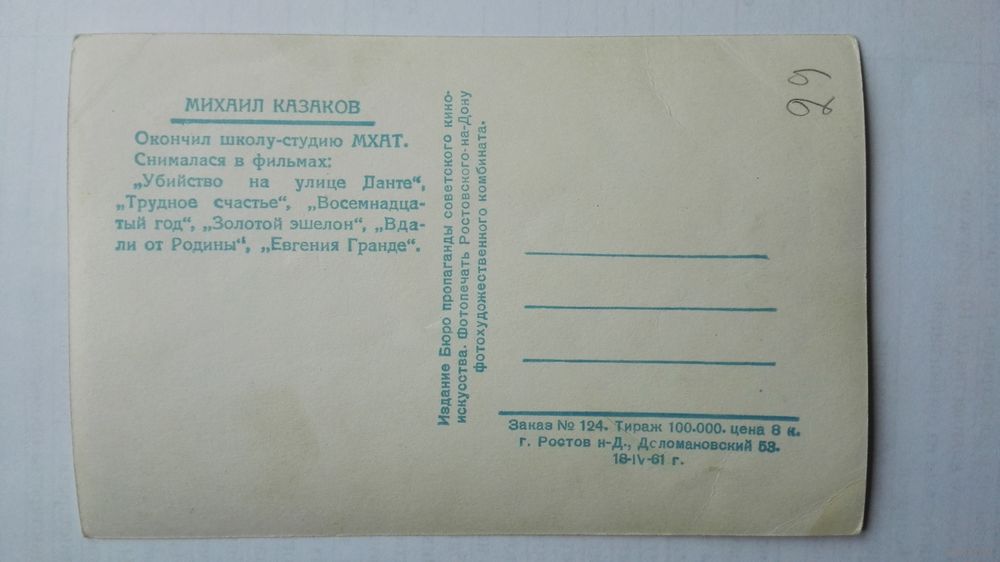 МИХАИЛ КАЗАКОВ
Окончил школу-студию МХАТ.
Снималася в фильмах:
„Убийство на улице Данте“,
„Трудное счастье“, „Восемнадца-
тый год“, „Золотой эшелон“, „Вда-
ли от Родины“, „Евгения Гранде“.
Издание Бюро пропаганды советского кино-
искусства. Фотопечать Ростовского-на-Дону
фотохудожественного комбината.
29
Заказ № 124. Тираж 100.000. цена 8 к.
г. Ростов н-Д., Доломановский 53.
18-IV-61 г.